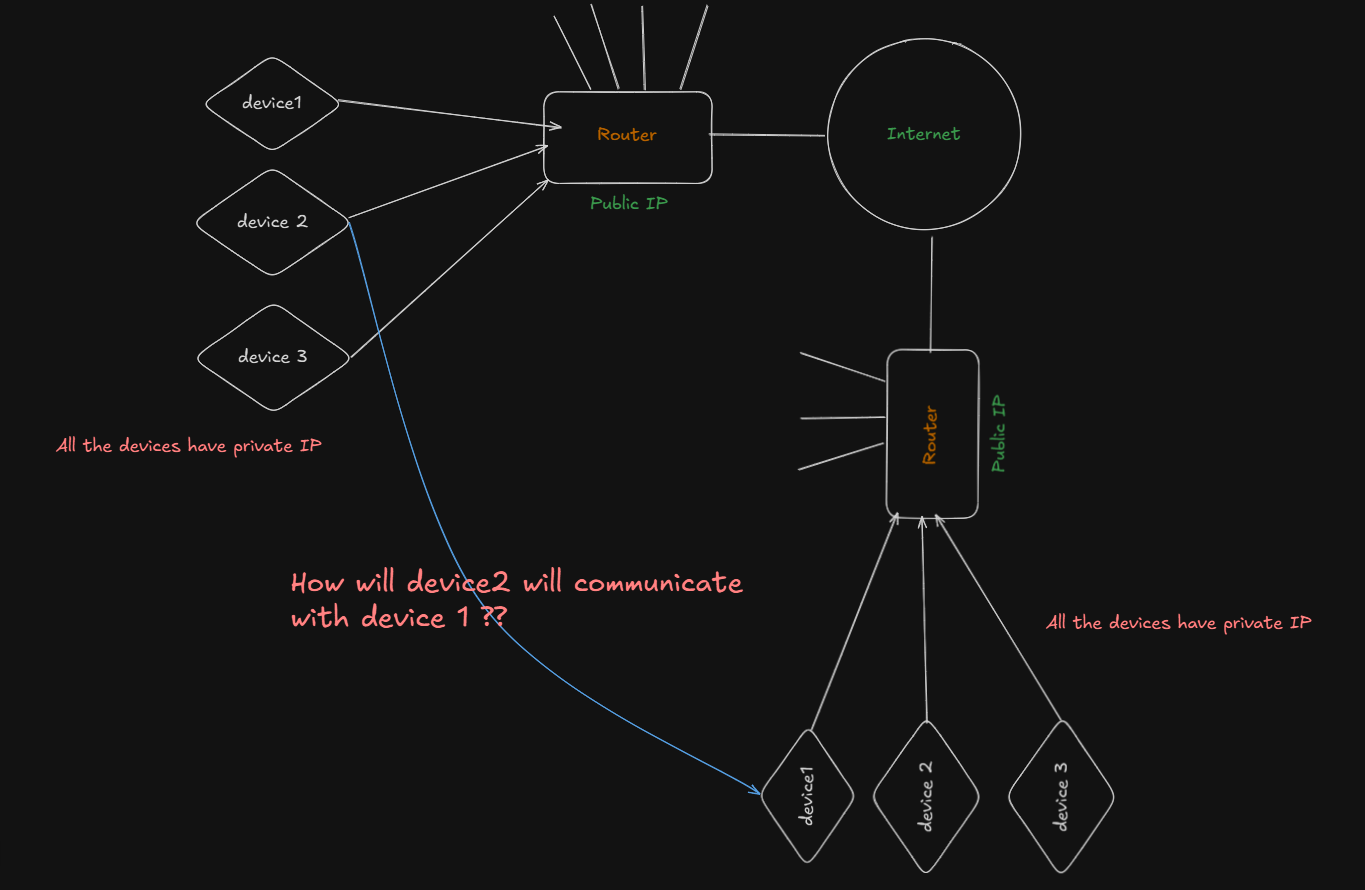 device1
Router
Internet
Public IP
device 2
device 3
All the devices have private IP
Router
Public IP
How will device2 will communicate
with device 1 ??
All the devices have private IP
device1
device 2
device 3